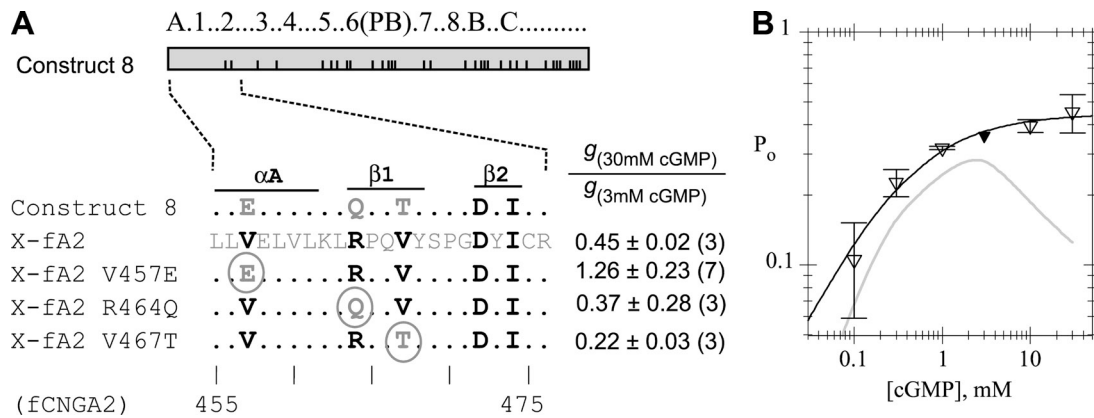 A
A.1..2...3..4....5..6(PB).7..8.B..C...........
Construct 8
αA β1 β2
g(30mM cGMP)
g(3mM cGMP)
Construct 8 ..E......Q..T....D.I..
X-fA2 LLVELVLKLRPQVYSPGDYICR 0.45 ± 0.02 (3)
X-fA2 V457E ..E......R..V....D.I.. 1.26 ± 0.23 (7)
X-fA2 R464Q ..V......Q..V....D.I.. 0.37 ± 0.28 (3)
X-fA2 V467T ..V......R..T....D.I.. 0.22 ± 0.03 (3)
(fCNGA2) 455 475
B
1
Po
0.1
0.1 1 10
[cGMP], mM